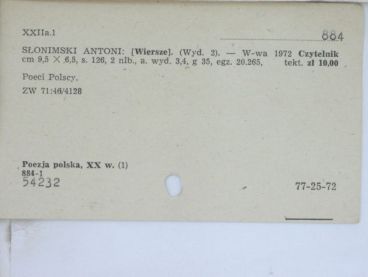 XXIIa.1
884
SŁONIMSKI ANTONI: [Wiersze]. (Wyd. 2). — W-wa 1972 Czytelnik
cm 9,5 × 6,5, s. 126, 2 nlb., a. wyd. 3,4, g 35, egz. 20.265, tekt. zł 10,00
Poeci Polscy.
ZW 71:46/4128
Poezja polska, XX w. (1)
884-1
54232
77-25-72